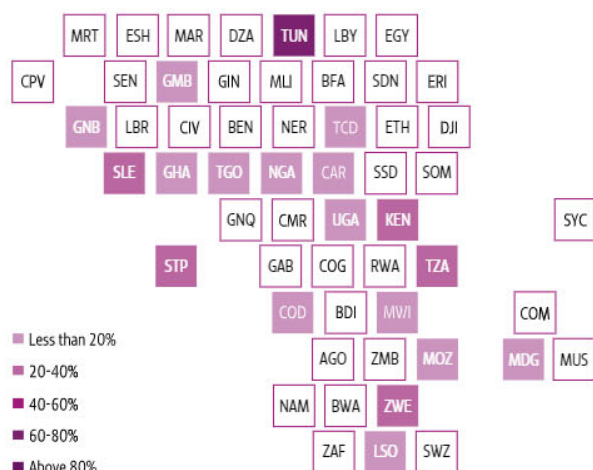 MRT ESH MAR DZA TUN LBY EGY
CPV SEN GMB GIN MLI BFA SDN ERI
GNB LBR CIV BEN NER TCD ETH DJI
SLE GHA TGO NGA CAR SSD SOM
GNQ CMR UGA KEN SYC
STP GAB COG RWA TZA
COD BDI MV/I COM
Less than 20%
AGO ZMB MOZ MDG MUS
20-40%
40-60%
NAM BWA ZWE
60-80%
ZAF LSO SWZ
Above 80%